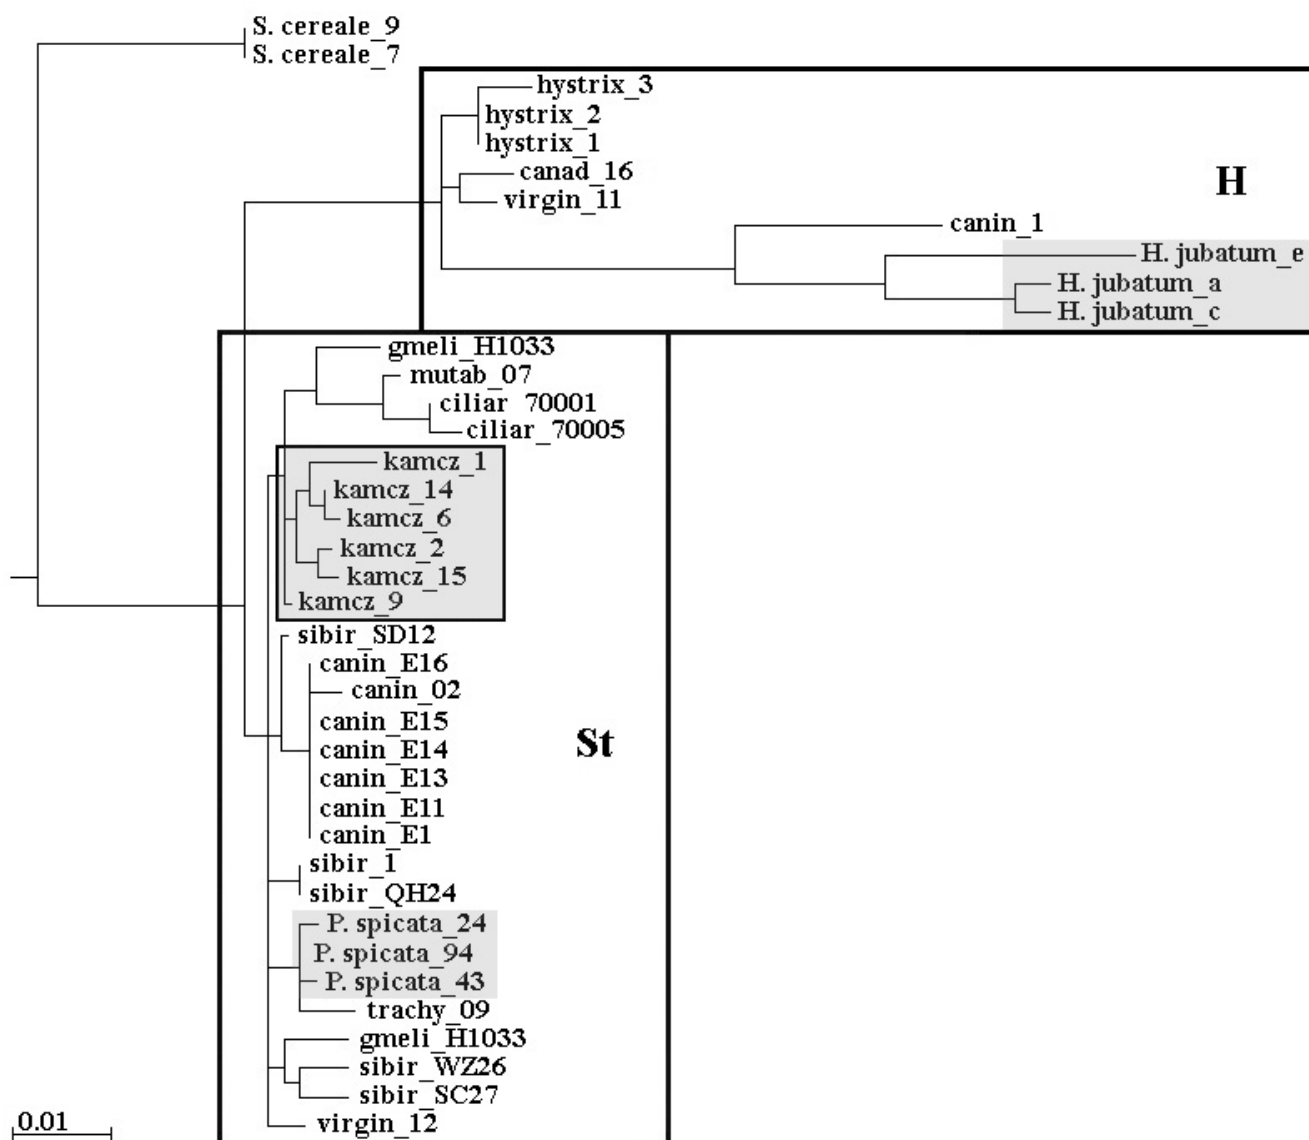 S. cereale_9
S. cereale_7
hystrix_3
hystrix_2
hystrix_1
canad_16
H
virgin_11
canin_1
H. jubatum_e
H. jubatum_a
H. jubatum_c
gmeli_H1033
mutab_07
ciliar_70001
ciliar_70005
kamcz_1
kamcz_14
kamcz_6
kamcz_2
kamcz_15
kamcz_9
sibir_SD12
canin_E16
canin_02
canin_E15
St
canin_E14
canin_E13
canin_E11
canin_E1
sibir_1
sibir_QH24
P. spicata_24
P. spicata_94
P. spicata_43
trachy_09
gmeli_H1033
sibir_WZ26
sibir_SC27
0.01
virgin_12